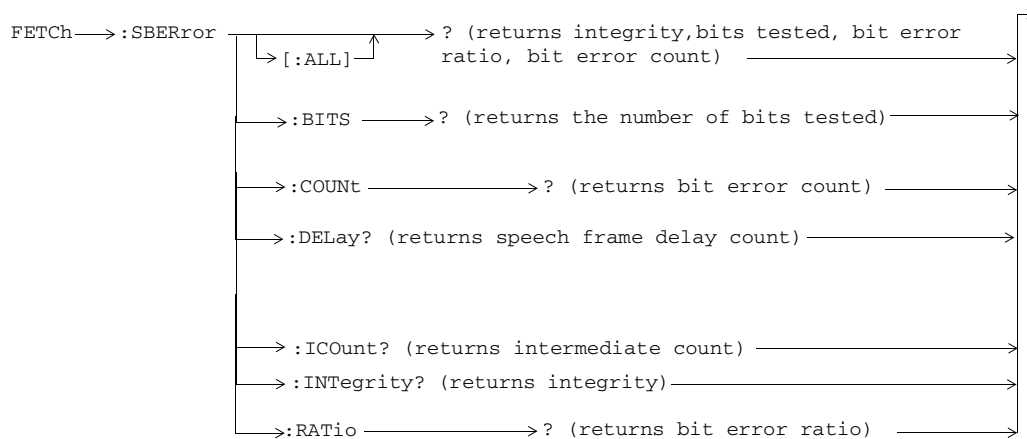 FETCh :SBERror ? (returns integrity,bits tested, bit error
[:ALL] ratio, bit error count)
:BITS ? (returns the number of bits tested)
:COUNt ? (returns bit error count)
:DELay? (returns speech frame delay count)
:ICOunt? (returns intermediate count)
:INTegrity? (returns integrity)
:RATio ? (returns bit error ratio)